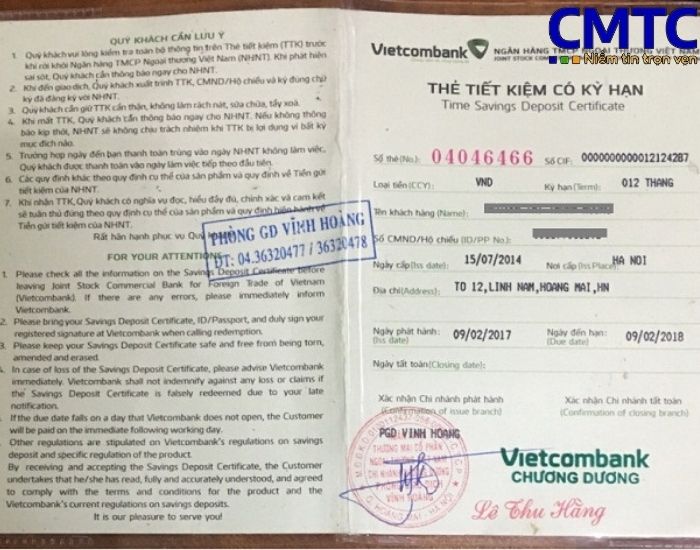 QUÝ KHÁCH CẦN LƯU Ý
1. Quý khách vui lòng kiểm tra toàn bộ thông tin trên Thẻ tiết kiệm (TTK) trước
khi rời khỏi Ngân hàng TMCP Ngoại thương Việt Nam (NHNT). Khi phát hiện
sai sót, Quý khách cần thông báo ngay cho NHNT.
2. Khi đến giao dịch, Quý khách xuất trình TTK, CMND/Hộ chiếu và ký đúng chữ
ký đã đăng ký với NHNT.
3. Quý khách cần giữ TTK cẩn thận, không làm rách nát, sửa chữa, tẩy xoá.
4. Khi mất TTK, Quý khách cần thông báo ngay cho NHNT. Nếu không thông
báo kịp thời, NHNT sẽ không chịu trách nhiệm khi TTK bị lợi dụng vì bất kỳ
mục đích nào.
5. Trường hợp ngày đến hạn thanh toán trùng vào ngày NHNT không làm việc,
Quý khách được thanh toán vào ngày làm việc tiếp theo đầu tiên.
6. Các quy định khác theo quy định cụ thể của sản phẩm và quy định về Tiền gửi
tiết kiệm của NHNT.
7. Khi nhận TTK, Quý khách có nghĩa vụ đọc, hiểu đầy đủ, chính xác và cam kết
sẽ tuân thủ đúng theo quy định cụ thể của sản phẩm và quy định hiện hành về
Tiền gửi tiết kiệm của NHNT.
Rất hân hạnh phục vụ Quý
PHÒNG GD VĨNH HOÀNG
ĐT: 04.36320477 / 36320478
FOR YOUR ATTENTION
1. Please check all the information on the Savings Deposit Certificate before
leaving Joint Stock Commercial Bank for Foreign Trade of Vietnam
(Vietcombank). If there are any errors, please immediately inform
Vietcombank.
2. Please bring your Savings Deposit Certificate, ID/Passport, and duly sign your
registered signature at Vietcombank when calling redemption.
3. Please keep your Savings Deposit Certificate safe and free from being torn,
amended and erased.
4. In case of loss of the Savings Deposit Certificate, please advise Vietcombank
immediately. Vietcombank shall not indemnify against any loss or claims if
the Savings Deposit Certificate is falsely redeemed due to your late
notification.
If the due date falls on a day that Vietcombank does not open, the Customer
will be paid on the immediate following working day.
Other regulations are stipulated on Vietcombank's regulations on savings
deposit and specific regulation of the product.
By receiving and accepting the Savings Deposit Certificate, the Customer
undertakes that he/she has read, fully and accurately understood, and agreed
to comply with the terms and conditions for the product and the
Vietcombank's current regulations on savings deposits.
It is our pleasure to serve you!
CMTC
Niềm tin trọn vẹn
Vietcombank
NGÂN HÀNG TMCP NGOẠI THƯƠNG VIỆT NAM
JOINT STOCK
THẺ TIẾT KIỆM CÓ KỲ HẠN
Time Savings Deposit Certificate
Số thẻ (No.) 04046466 Số CIF: 000000000012124287
Loại tiền (CCY): VND Kỳ hạn (Term): 012 THANG
Tên khách hàng (Name):
Số CMND/Hộ chiếu (ID/PP No.)
Ngày cấp (Iss date) 15/07/2014 Nơi cấp (Iss Place) HA NOI
Địa chỉ (Address): TO 12,LINH NAM,HOANG MAI,HN
Ngày phát hành: 09/02/2017 Ngày đến hạn: 09/02/2018
(Iss date) (Due date)
Ngày tất toán (Closing date):
Xác nhận Chi nhánh phát hành Xác nhận Chi nhánh tất toán
(Confirmation of issue branch) (Confirmation of closing branch)
PGD VINH HOANG
THƯƠNG MẠI CỔ PHẦN
VĨNH HOÀNG
Q. HOÀNG MAI - HÀ NỘI
Vietcombank
CHƯƠNG DƯƠNG
Lê Thu Hằng